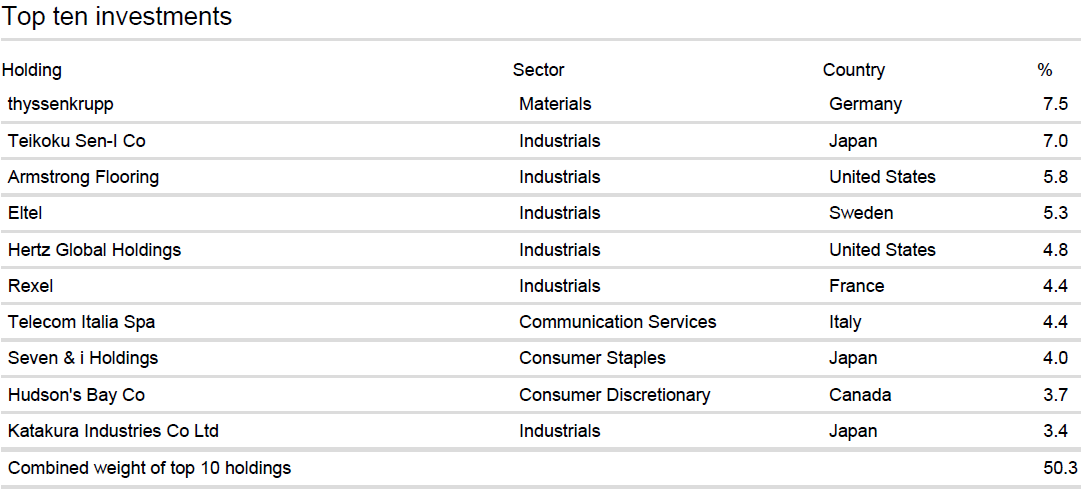 Top ten investments
Holding Sector Country %
thyssenkrupp Materials Germany 7.5
Teikoku Sen-I Co Industrials Japan 7.0
Armstrong Flooring Industrials United States 5.8
Eltel Industrials Sweden 5.3
Hertz Global Holdings Industrials United States 4.8
Rexel Industrials France 4.4
Telecom Italia Spa Communication Services Italy 4.4
Seven & i Holdings Consumer Staples Japan 4.0
Hudson's Bay Co Consumer Discretionary Canada 3.7
Katakura Industries Co Ltd Industrials Japan 3.4
Combined weight of top 10 holdings 50.3